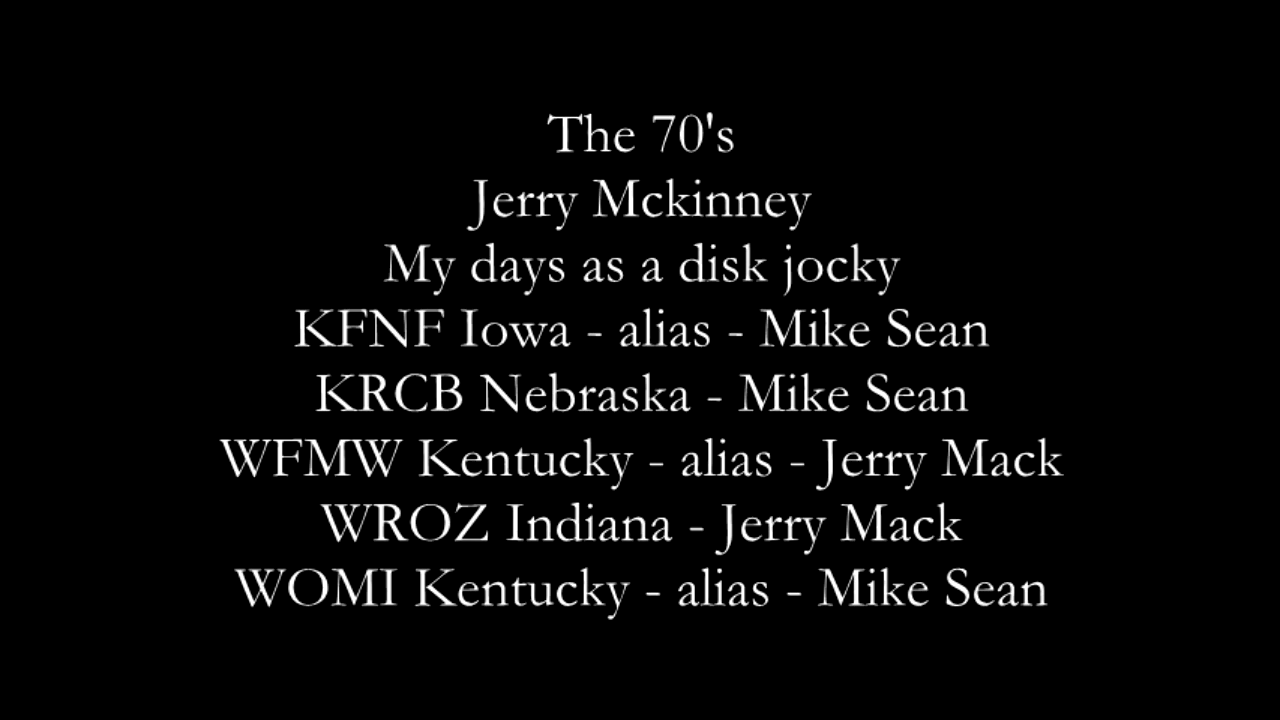 The 70's
Jerry Mckinney
My days as a disk jocky
KFNF Iowa - alias - Mike Sean
KRCB Nebraska - Mike Sean
WFMW Kentucky - alias - Jerry Mack
WROZ Indiana - Jerry Mack
WOMI Kentucky - alias - Mike Sean